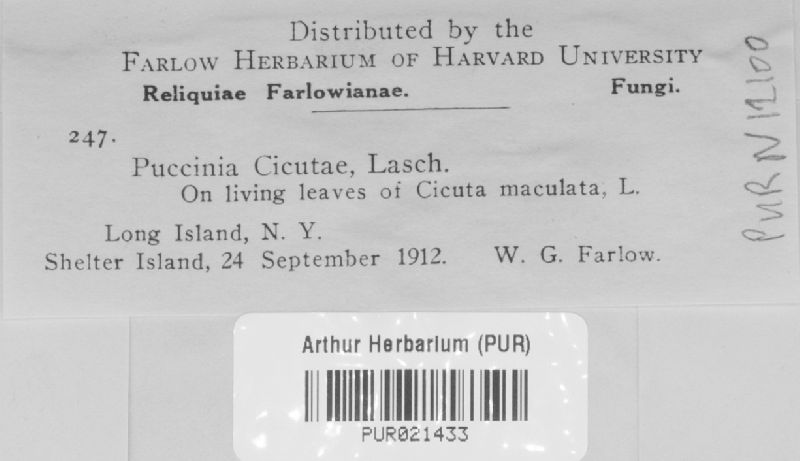 Distributed by the
FARLOW HERBARIUM OF HARVARD UNIVERSITY
Reliquiae Farlowianae. Fungi.
247.
Puccinia Cicutae, Lasch.
On living leaves of Cicuta maculata, L.
Long Island, N. Y.
Shelter Island, 24 September 1912. W. G. Farlow.
PUR N12100
Arthur Herbarium (PUR)
PUR021433